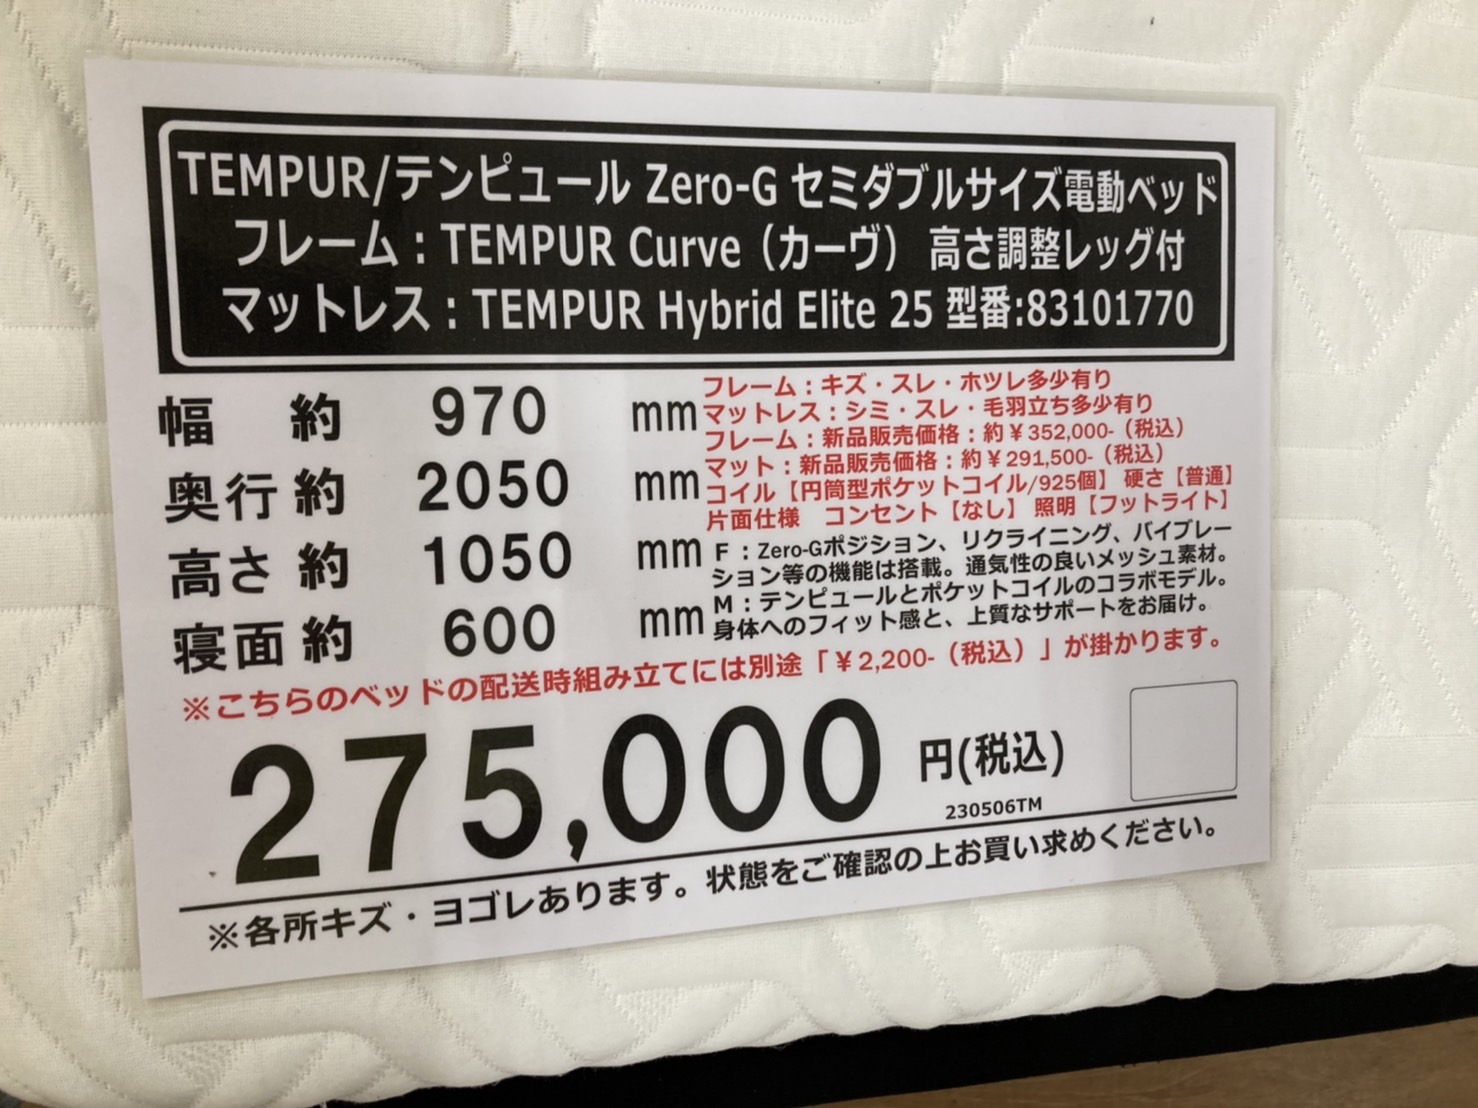 TEMPUR/テンピュール Zero-G セミダブルサイズ電動ベッド
フレーム：TEMPUR Curve（カーヴ） 高さ調整レッグ付
マットレス：TEMPUR Hybrid Elite 25 型番:83101770
幅 約 970 mm
奥行 約 2050 mm
高さ 約 1050 mm
寝面 約 600 mm
フレーム：キズ・スレ・ホツレ多少有り
マットレス：シミ・スレ・毛羽立ち多少有り
フレーム：新品販売価格：約￥352,000-（税込）
マット：新品販売価格：約￥291,500-（税込）
コイル【円筒型ポケットコイル/925個】 硬さ【普通】
片面仕様 コンセント【なし】 照明【フットライト】
F：Zero-Gポジション、リクライニング、バイブレー
ション等の機能は搭載。通気性の良いメッシュ素材。
M：テンピュールとポケットコイルのコラボモデル。
身体へのフィット感と、上質なサポートをお届け。
※こちらのベッドの配送時組み立てには別途「￥2,200-（税込）」が掛かります。
275,000 円(税込)
230506TM
※各所キズ・ヨゴレあります。状態をご確認の上お買い求めください。